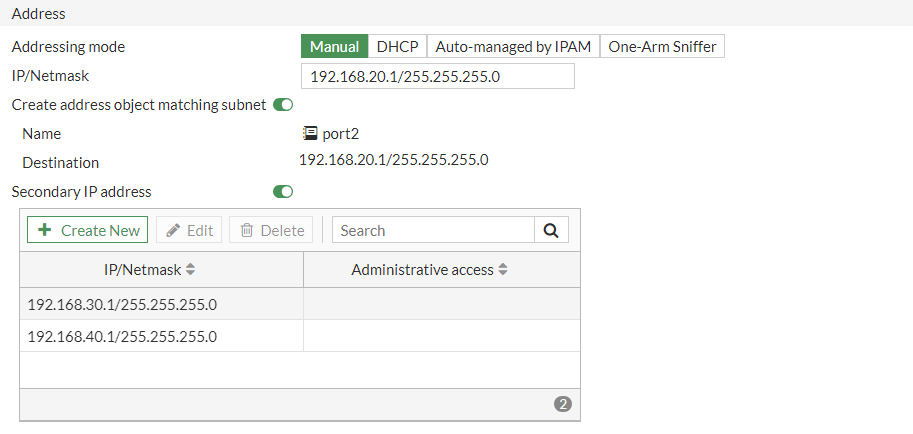 Address
Addressing mode Manual DHCP Auto-managed by IPAM One-Arm Sniffer
IP/Netmask 192.168.20.1/255.255.255.0
Create address object matching subnet
Name port2
Destination 192.168.20.1/255.255.255.0
Secondary IP address
Create New Edit Delete Search
IP/Netmask Administrative access
192.168.30.1/255.255.255.0
192.168.40.1/255.255.255.0
2